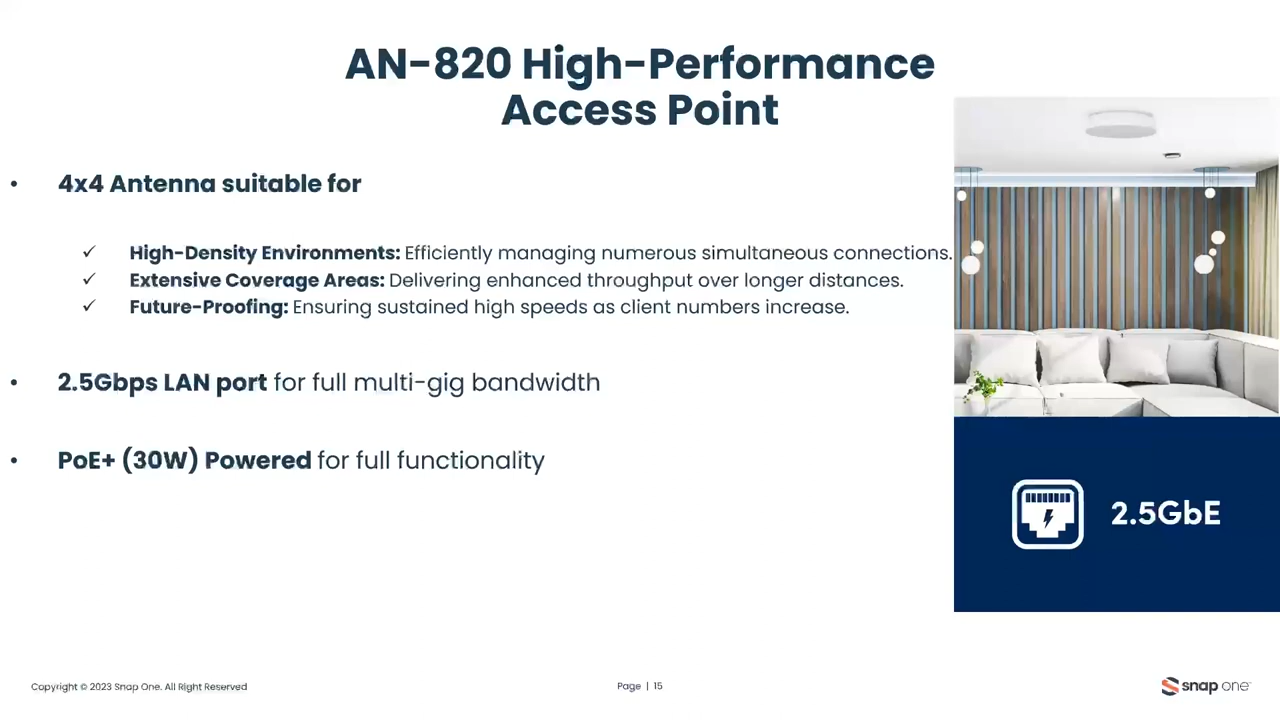 AN-820 High-Performance
Access Point
• 4x4 Antenna suitable for
✓ High-Density Environments: Efficiently managing numerous simultaneous connections.
✓ Extensive Coverage Areas: Delivering enhanced throughput over longer distances.
✓ Future-Proofing: Ensuring sustained high speeds as client numbers increase.
• 2.5Gbps LAN port for full multi-gig bandwidth
• PoE+ (30W) Powered for full functionality
2.5GbE
Copyright © 2023 Snap One. All Right Reserved
Page | 15
snap one